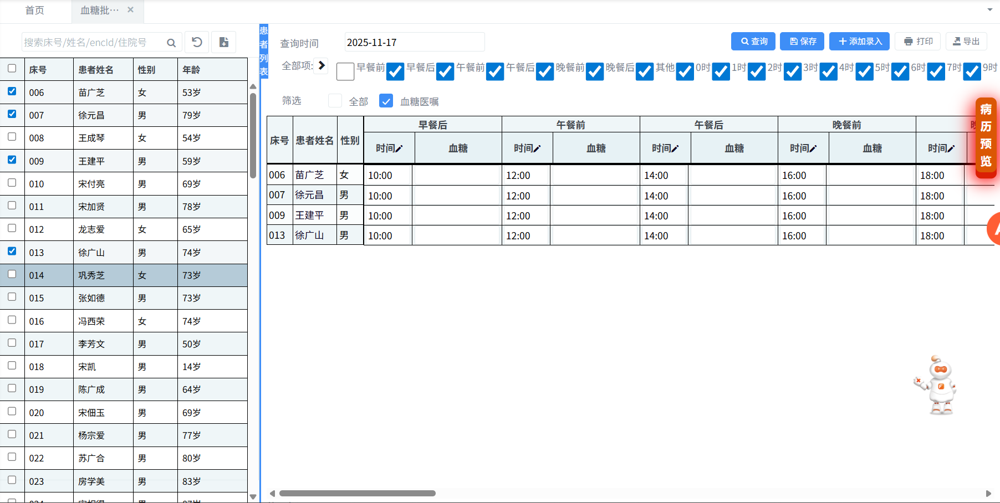 首页
血糖批… ×
搜索床号/姓名/encId/住院号
床号 患者姓名 性别 年龄
006 苗广芝 女 53岁
007 徐元昌 男 79岁
008 王成琴 女 54岁
009 王建平 男 59岁
010 宋付亮 男 69岁
011 宋加贤 男 78岁
012 龙志爱 女 65岁
013 徐广山 男 74岁
014 巩秀芝 女 73岁
015 张如德 男 73岁
016 冯西荣 女 74岁
017 李芳文 男 50岁
018 宋凯 男 14岁
019 陈广成 男 64岁
020 宋佃玉 男 69岁
021 杨宗爱 男 77岁
022 苏广合 男 80岁
023 房学美 男 83岁
患者列表
查询时间 2025-11-17 查询 保存 添加录入 打印 导出
全部项: 早餐前 早餐后 午餐前 午餐后 晚餐前 晚餐后 其他 0时 1时 2时 3时 4时 5时 6时 7时 9时
筛选 全部 血糖医嘱
床号 患者姓名 性别 早餐后 午餐前 午餐后 晚餐前
时间 血糖 时间 血糖 时间 血糖 时间 血糖 时间
006 苗广芝 女 10:00 12:00 14:00 16:00 18:00
007 徐元昌 男 10:00 12:00 14:00 16:00 18:00
009 王建平 男 10:00 12:00 14:00 16:00 18:00
013 徐广山 男 10:00 12:00 14:00 16:00 18:00
病历预览